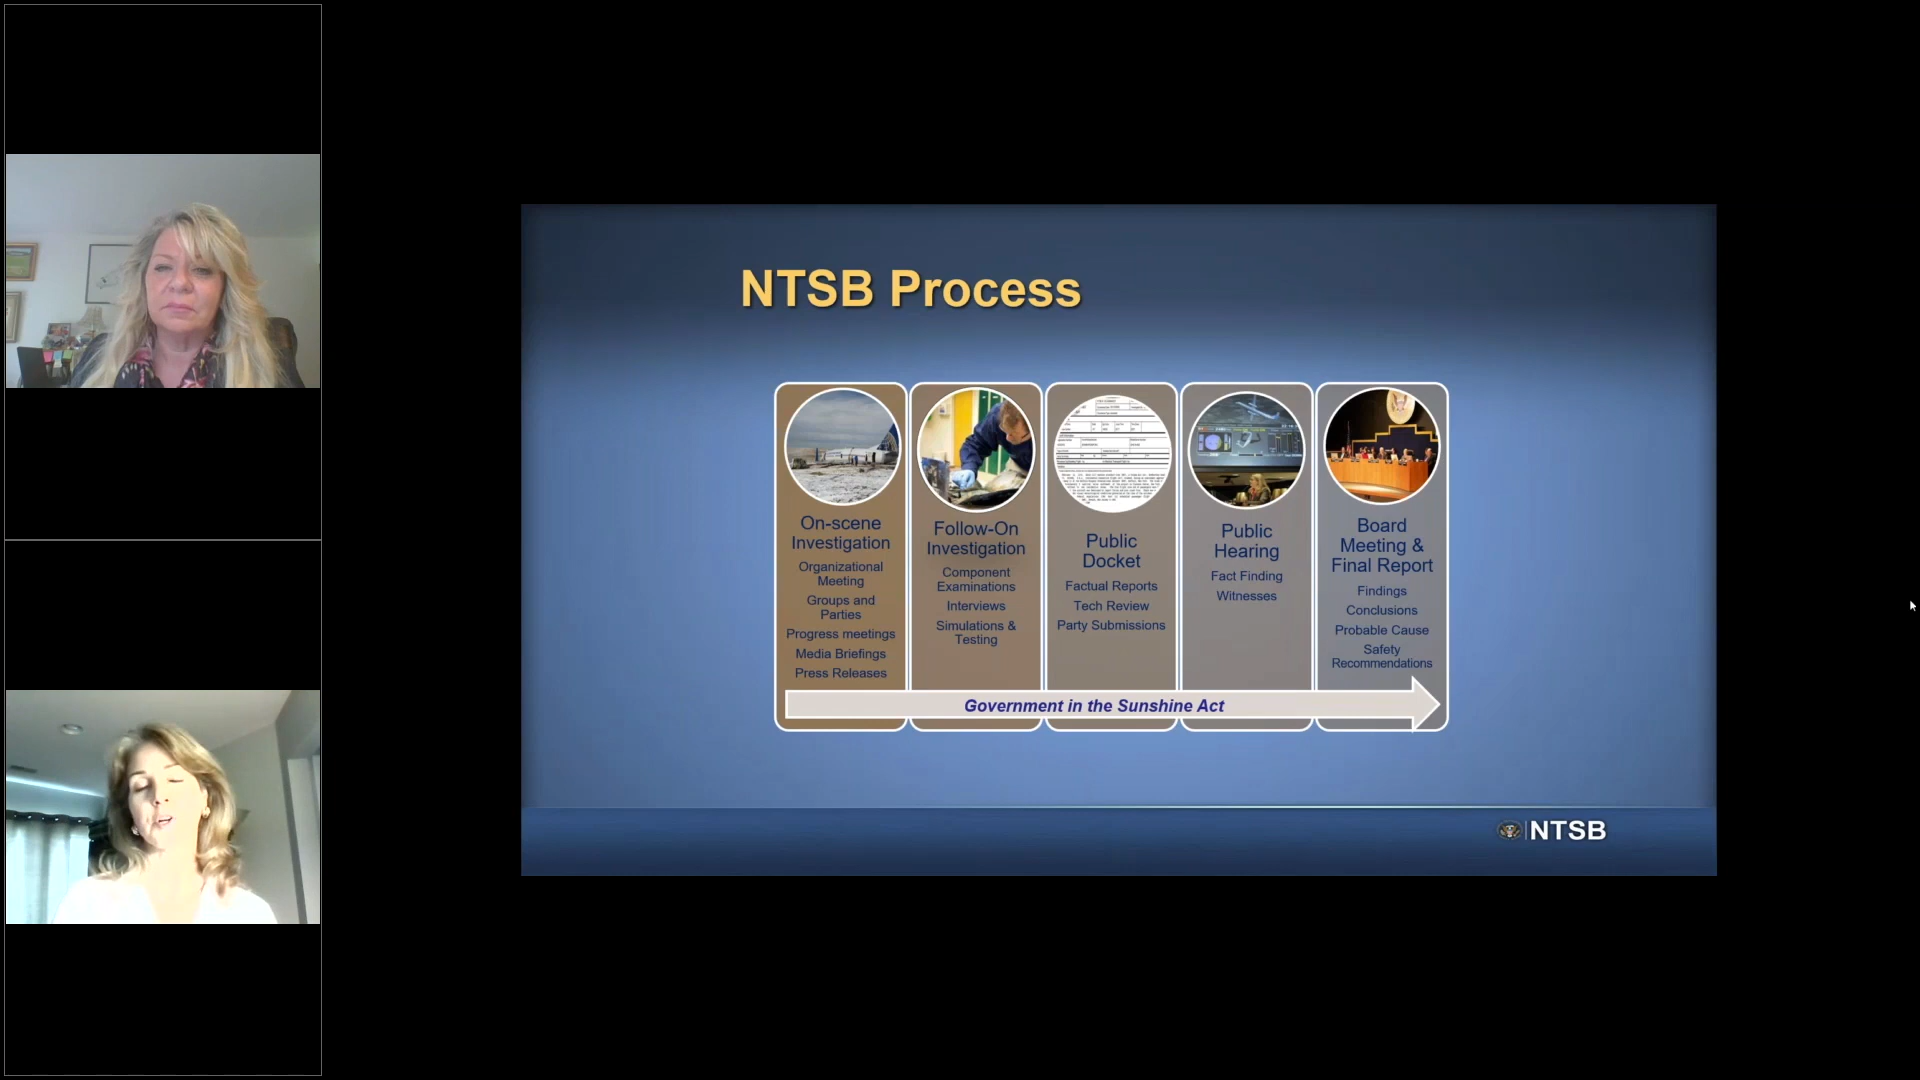 NTSB Process
On-scene
Investigation
Organizational
Meeting
Groups and
Parties
Progress meetings
Media Briefings
Press Releases
Follow-On
Investigation
Component
Examinations
Interviews
Simulations &
Testing
Public
Docket
Factual Reports
Tech Review
Party Submissions
Public
Hearing
Fact Finding
Witnesses
Board
Meeting &
Final Report
Findings
Conclusions
Probable Cause
Safety
Recommendations
Government in the Sunshine Act
NTSB